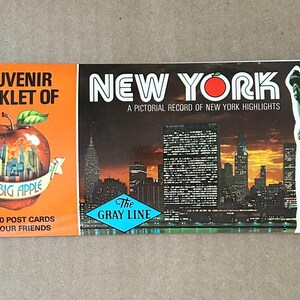 UVENIR
KLET OF
BIG APPLE
0 POST CARDS
OUR FRIENDS
NEW YORK
A PICTORIAL RECORD OF NEW YORK HIGHLIGHTS
The
GRAY LINE